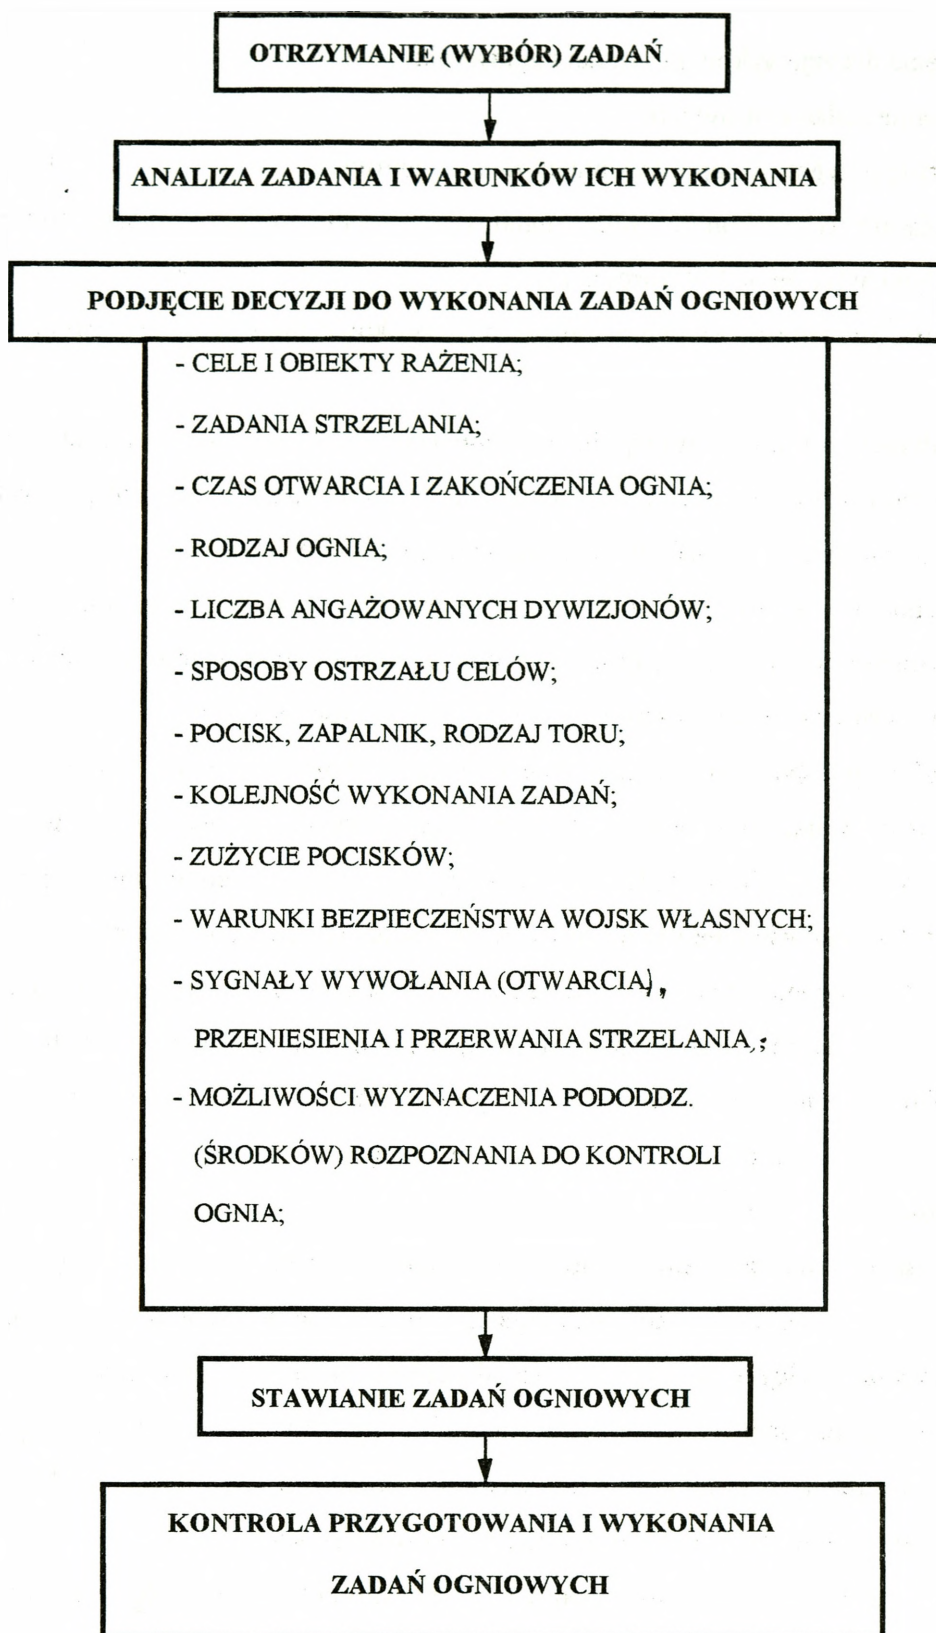 OTRZYMANIE (WYBÓR) ZADAŃ
ANALIZA ZADANIA I WARUNKÓW ICH WYKONANIA
PODJĘCIE DECYZJI DO WYKONANIA ZADAŃ OGNIOWYCH
- CELE I OBIEKTY RAŻENIA;
- ZADANIA STRZELANIA;
- CZAS OTWARCIA I ZAKOŃCZENIA OGNIA;
- RODZAJ OGNIA;
- LICZBA ANGAŻOWANYCH DYWIZJONÓW;
- SPOSOBY OSTRZAŁU CELÓW;
- POCISK, ZAPALNIK, RODZAJ TORU;
- KOLEJNOŚĆ WYKONANIA ZADAŃ;
- ZUŻYCIE POCISKÓW;
- WARUNKI BEZPIECZEŃSTWA WOJSK WŁASNYCH;
- SYGNAŁY WYWOŁANIA (OTWARCIA),
PRZENIESIENIA I PRZERWANIA STRZELANIA,;
- MOŻLIWOŚCI WYZNACZENIA PODODDZ.
(ŚRODKÓW) ROZPOZNANIA DO KONTROLI
OGNIA;
STAWIANIE ZADAŃ OGNIOWYCH
KONTROLA PRZYGOTOWANIA I WYKONANIA
ZADAŃ OGNIOWYCH